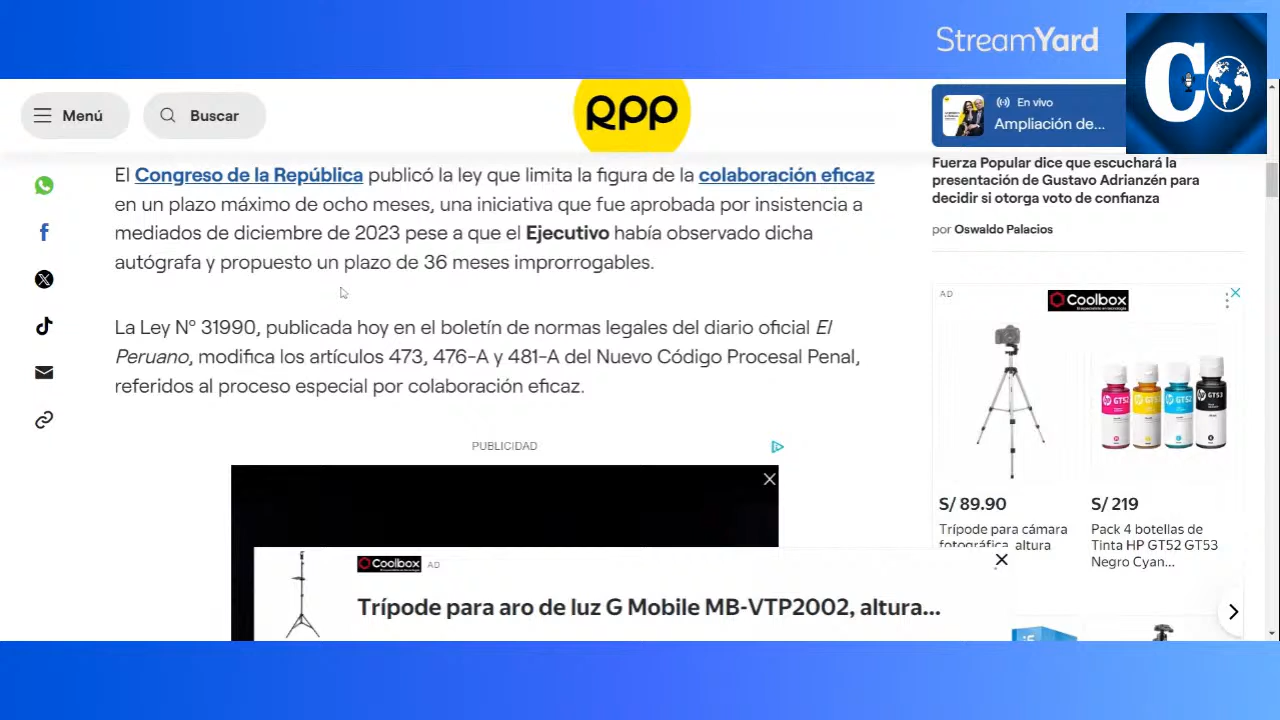 StreamYard
CO
Menú
Buscar
RPP
En vivo
Ampliación de...
El Congreso de la República publicó la ley que limita la figura de la colaboración eficaz
en un plazo máximo de ocho meses, una iniciativa que fue aprobada por insistencia a
mediados de diciembre de 2023 pese a que el Ejecutivo había observado dicha
autógrafa y propuesto un plazo de 36 meses improrrogables.
La Ley N° 31990, publicada hoy en el boletín de normas legales del diario oficial El
Peruano, modifica los artículos 473, 476-A y 481-A del Nuevo Código Procesal Penal,
referidos al proceso especial por colaboración eficaz.
PUBLICIDAD
Coolbox
AD
Trípode para aro de luz G Mobile MB-VTP2002, altura...
Fuerza Popular dice que escuchará la
presentación de Gustavo Adrianzén para
decidir si otorga voto de confianza
por Oswaldo Palacios
AD
Coolbox
GT52 GT52 GT52 GT53
S/ 89.90
Trípode para cámara
fotográfica, altura
S/ 219
Pack 4 botellas de
Tinta HP GT52 GT53
Negro Cyan...
i5